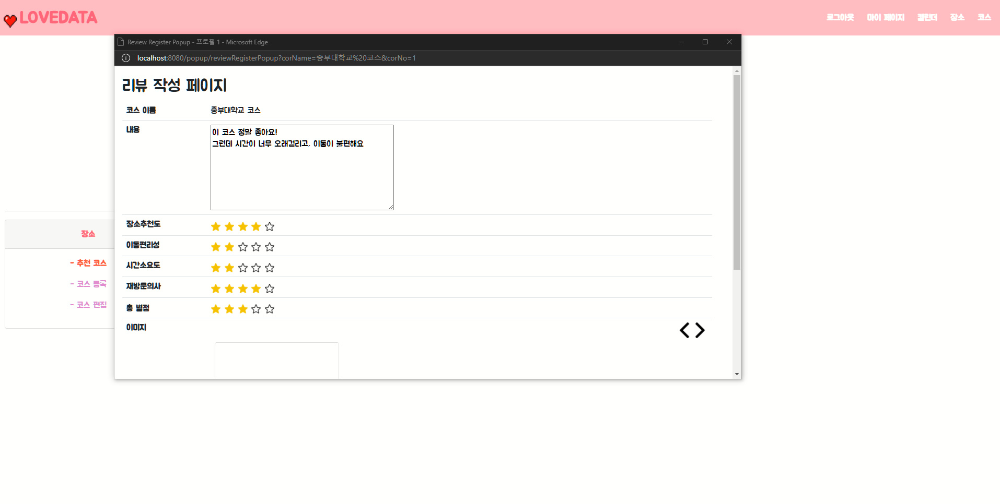 LOVEDATA
로그아웃 마이 페이지 캘린더 장소 코스
Review Register Popup - 프로필 1 - Microsoft Edge
localhost:8080/popup/reviewRegisterPopup?corName=중부대학교%20코스&corNo=1
리뷰 작성 페이지
코스 이름 중부대학교 코스
내용
이 코스 정말 좋아요!
그런데 시간이 너무 오래걸리고, 이동이 불편해요
장소추천도
이동편리성
시간소요도
재방문의사
총 별점
이미지
장소
- 추천 코스
- 코스 등록
- 코스 편집